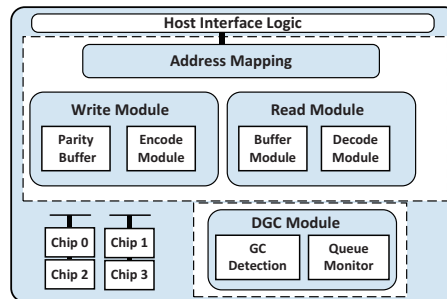 Host Interface Logic
Address Mapping
Write Module
Parity
Buffer
Encode
Module
Read Module
Buffer
Module
Decode
Module
Chip 0
Chip 1
Chip 2
Chip 3
DGC Module
GC
Detection
Queue
Monitor